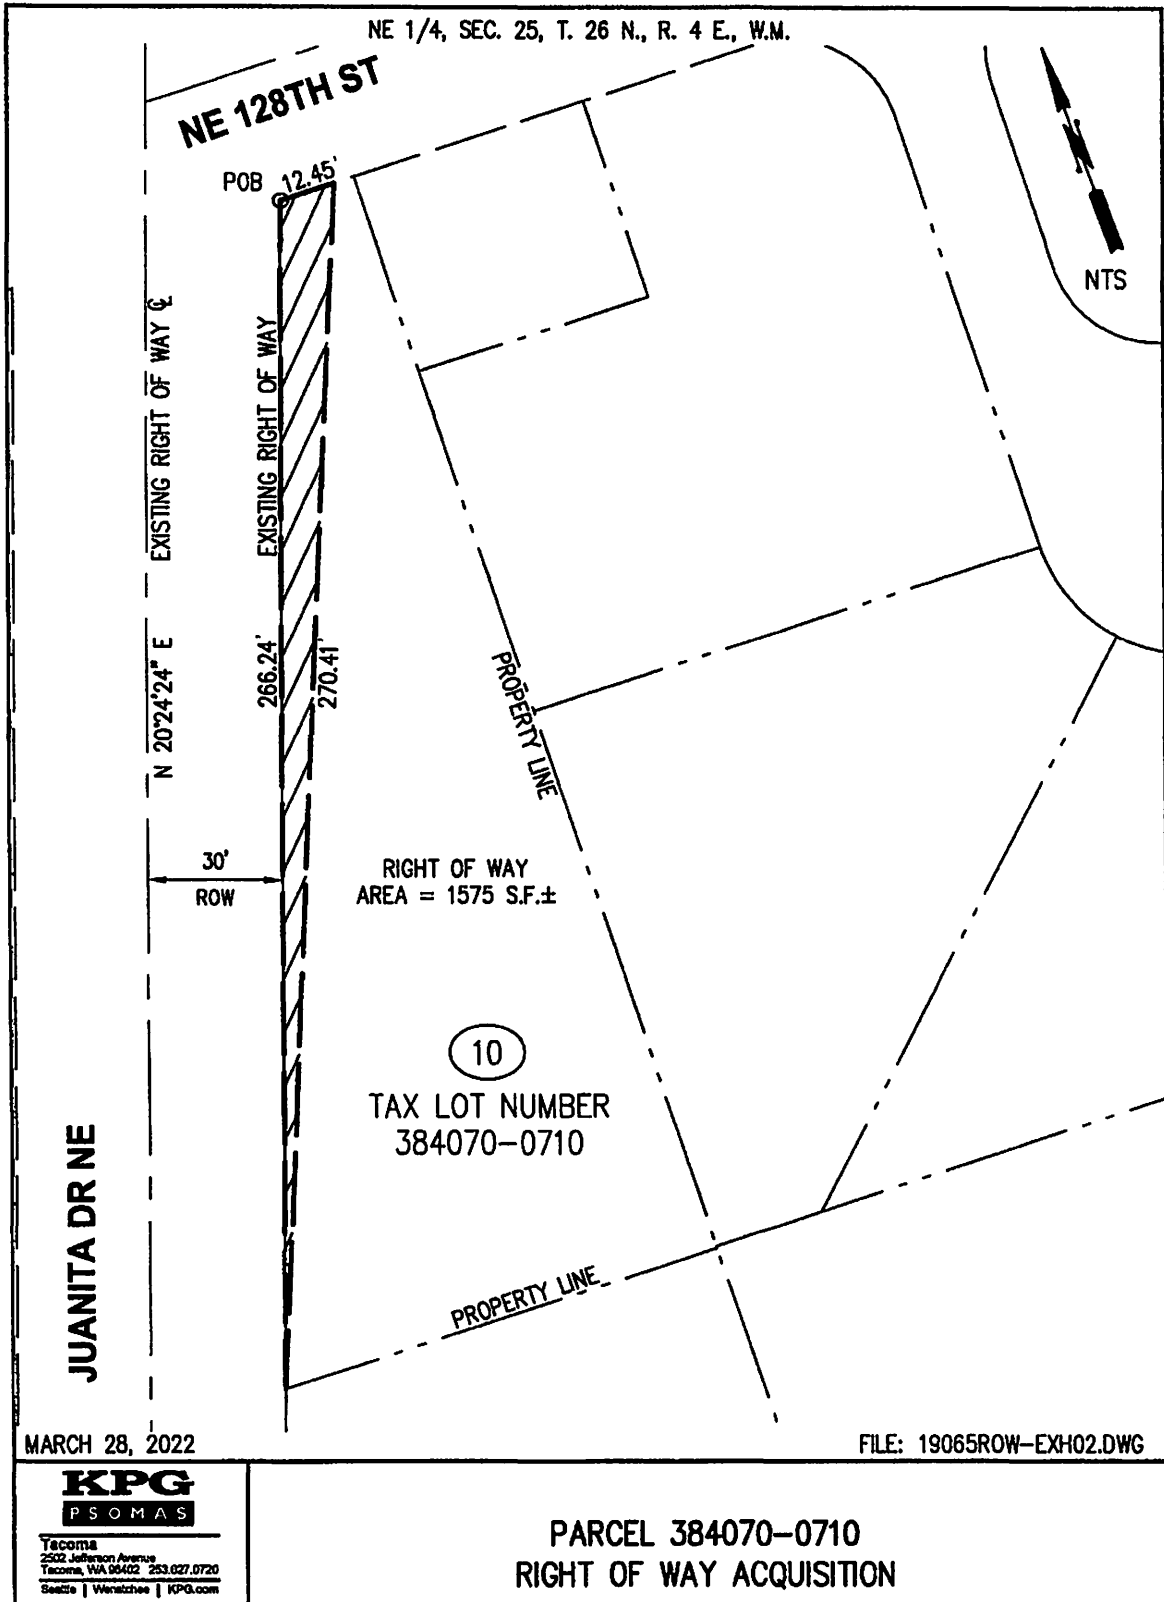 NE 1/4, SEC. 25, T. 26 N., R. 4 E., W.M.
NE 128TH ST
POB
12.45'
NTS
EXISTING RIGHT OF WAY ℄
EXISTING RIGHT OF WAY
N 20°24'24" E
266.24'
270.41'
PROPERTY LINE
30'
ROW
RIGHT OF WAY
AREA = 1575 S.F.±
10
TAX LOT NUMBER
384070-0710
JUANITA DR NE
PROPERTY LINE
MARCH 28, 2022
FILE: 19065ROW-EXH02.DWG
KPG
PSOMAS
Tacoma
2502 Jefferson Avenue
Tacoma, WA 98402 253.627.0720
Seattle | Wenatchee | KPG.com
PARCEL 384070-0710
RIGHT OF WAY ACQUISITION